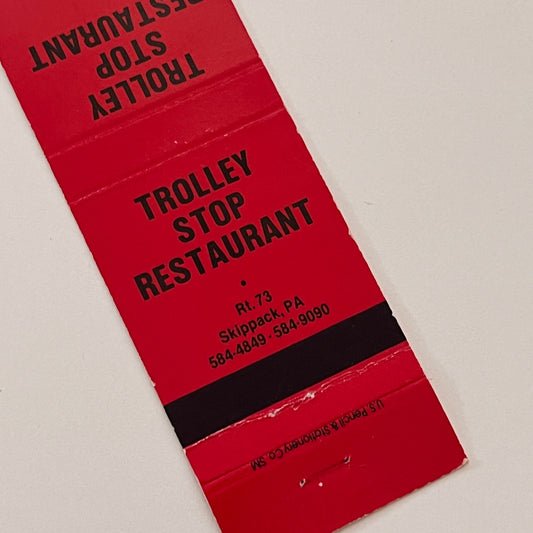 TROLLEY
STOP
RESTAURANT
TROLLEY
STOP
RESTAURANT
•
Rt. 73
Skippack, PA
584-4849 · 584-9090
U.S. Pencil & Stationery Co. SM